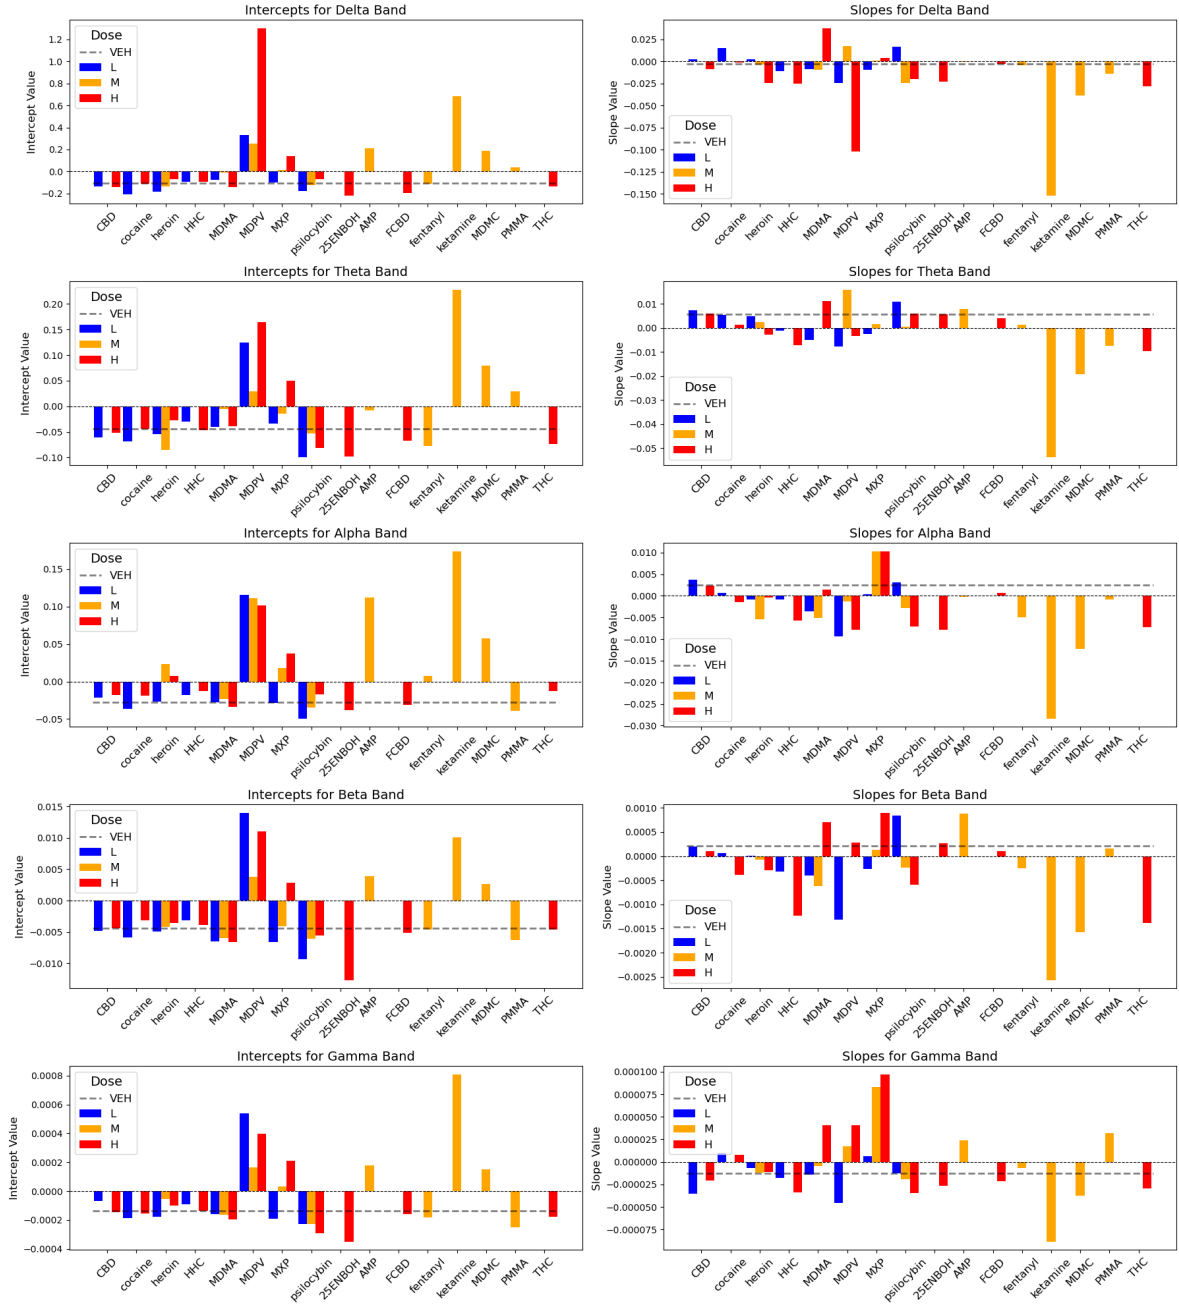 Intercepts for Delta Band
Intercept Value
1.2
1.0
0.8
0.6
0.4
0.2
0.0
−0.2
Dose
VEH
L
M
H
CBD
cocaine
heroin
HHC
MDMA
MDPV
MXP
psilocybin
25ENBOH
AMP
FCBD
fentanyl
ketamine
MDMC
PMMA
THC
Slopes for Delta Band
Slope Value
0.025
0.000
−0.025
−0.050
−0.075
−0.100
−0.125
−0.150
Dose
VEH
L
M
H
CBD
cocaine
heroin
HHC
MDMA
MDPV
MXP
psilocybin
25ENBOH
AMP
FCBD
fentanyl
ketamine
MDMC
PMMA
THC
Intercepts for Theta Band
Intercept Value
0.20
0.15
0.10
0.05
0.00
−0.05
−0.10
Dose
VEH
L
M
H
CBD
cocaine
heroin
HHC
MDMA
MDPV
MXP
psilocybin
25ENBOH
AMP
FCBD
fentanyl
ketamine
MDMC
PMMA
THC
Slopes for Theta Band
Slope Value
0.01
0.00
−0.01
−0.02
−0.03
−0.04
−0.05
Dose
VEH
L
M
H
CBD
cocaine
heroin
HHC
MDMA
MDPV
MXP
psilocybin
25ENBOH
AMP
FCBD
fentanyl
ketamine
MDMC
PMMA
THC
Intercepts for Alpha Band
Intercept Value
0.15
0.10
0.05
0.00
−0.05
Dose
VEH
L
M
H
CBD
cocaine
heroin
HHC
MDMA
MDPV
MXP
psilocybin
25ENBOH
AMP
FCBD
fentanyl
ketamine
MDMC
PMMA
THC
Slopes for Alpha Band
Slope Value
0.010
0.005
0.000
−0.005
−0.010
−0.015
−0.020
−0.025
−0.030
Dose
VEH
L
M
H
CBD
cocaine
heroin
HHC
MDMA
MDPV
MXP
psilocybin
25ENBOH
AMP
FCBD
fentanyl
ketamine
MDMC
PMMA
THC
Intercepts for Beta Band
Intercept Value
0.015
0.010
0.005
0.000
−0.005
−0.010
Dose
VEH
L
M
H
CBD
cocaine
heroin
HHC
MDMA
MDPV
MXP
psilocybin
25ENBOH
AMP
FCBD
fentanyl
ketamine
MDMC
PMMA
THC
Slopes for Beta Band
Slope Value
0.0010
0.0005
0.0000
−0.0005
−0.0010
−0.0015
−0.0020
−0.0025
Dose
VEH
L
M
H
CBD
cocaine
heroin
HHC
MDMA
MDPV
MXP
psilocybin
25ENBOH
AMP
FCBD
fentanyl
ketamine
MDMC
PMMA
THC
Intercepts for Gamma Band
Intercept Value
0.0008
0.0006
0.0004
0.0002
0.0000
−0.0002
−0.0004
Dose
VEH
L
M
H
CBD
cocaine
heroin
HHC
MDMA
MDPV
MXP
psilocybin
25ENBOH
AMP
FCBD
fentanyl
ketamine
MDMC
PMMA
THC
Slopes for Gamma Band
Slope Value
0.000100
0.000075
0.000050
0.000025
0.000000
−0.000025
−0.000050
−0.000075
Dose
VEH
L
M
H
CBD
cocaine
heroin
HHC
MDMA
MDPV
MXP
psilocybin
25ENBOH
AMP
FCBD
fentanyl
ketamine
MDMC
PMMA
THC